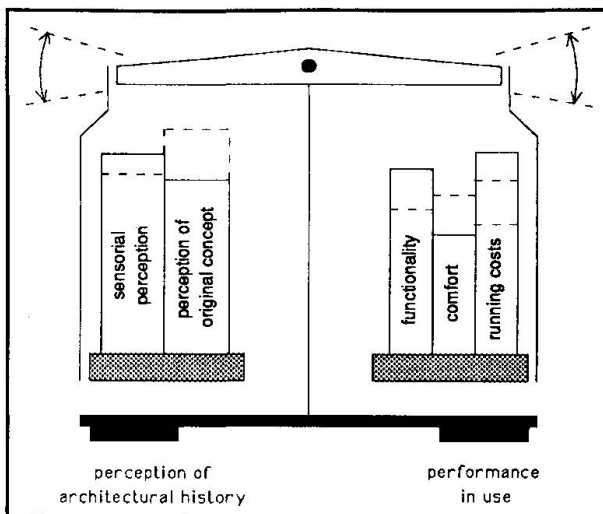 sensorial
perception
perception of
original concept
functionality
comfort
running costs
perception of
architectural history
performance
in use